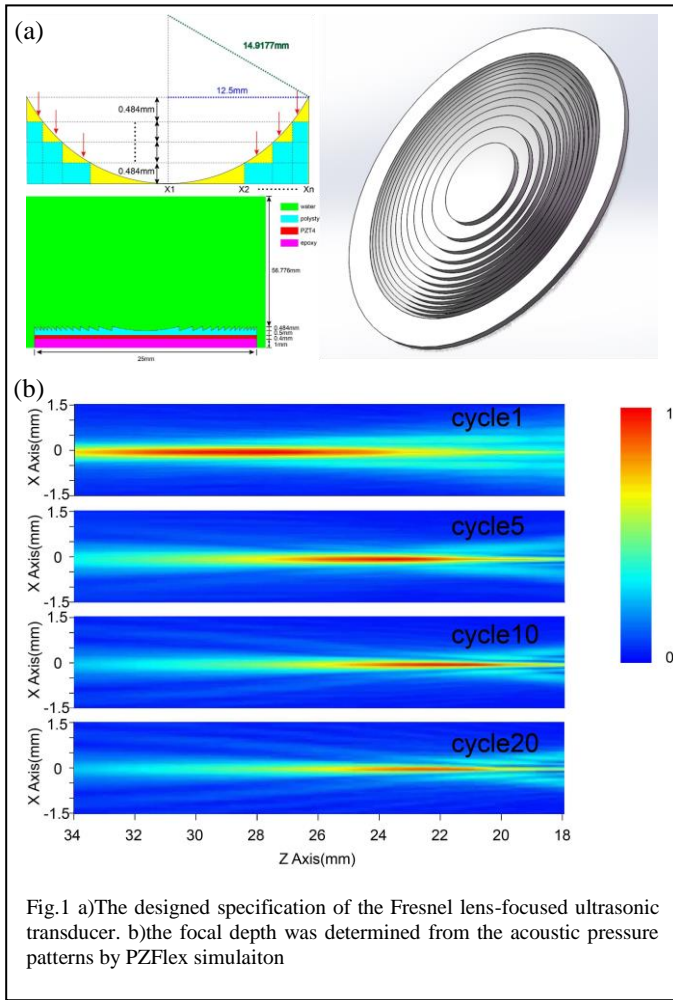 (a)
14.9177mm
12.5mm
0.484mm
0.484mm
X1 X2 Xn
water
polysty
PZT4
epoxy
56.776mm
0.484mm
0.5mm
0.4mm
1mm
25mm
(b)
X Axis(mm)
1.5
0
-1.5
cycle1
1
0
X Axis(mm)
1.5
0
-1.5
cycle5
X Axis(mm)
1.5
0
-1.5
cycle10
X Axis(mm)
1.5
0
-1.5
cycle20
34 32 30 28 26 24 22 20 18
Z Axis(mm)
Fig.1 a)The designed specification of the Fresnel lens-focused ultrasonic
transducer. b)the focal depth was determined from the acoustic pressure
patterns by PZFlex simulaiton